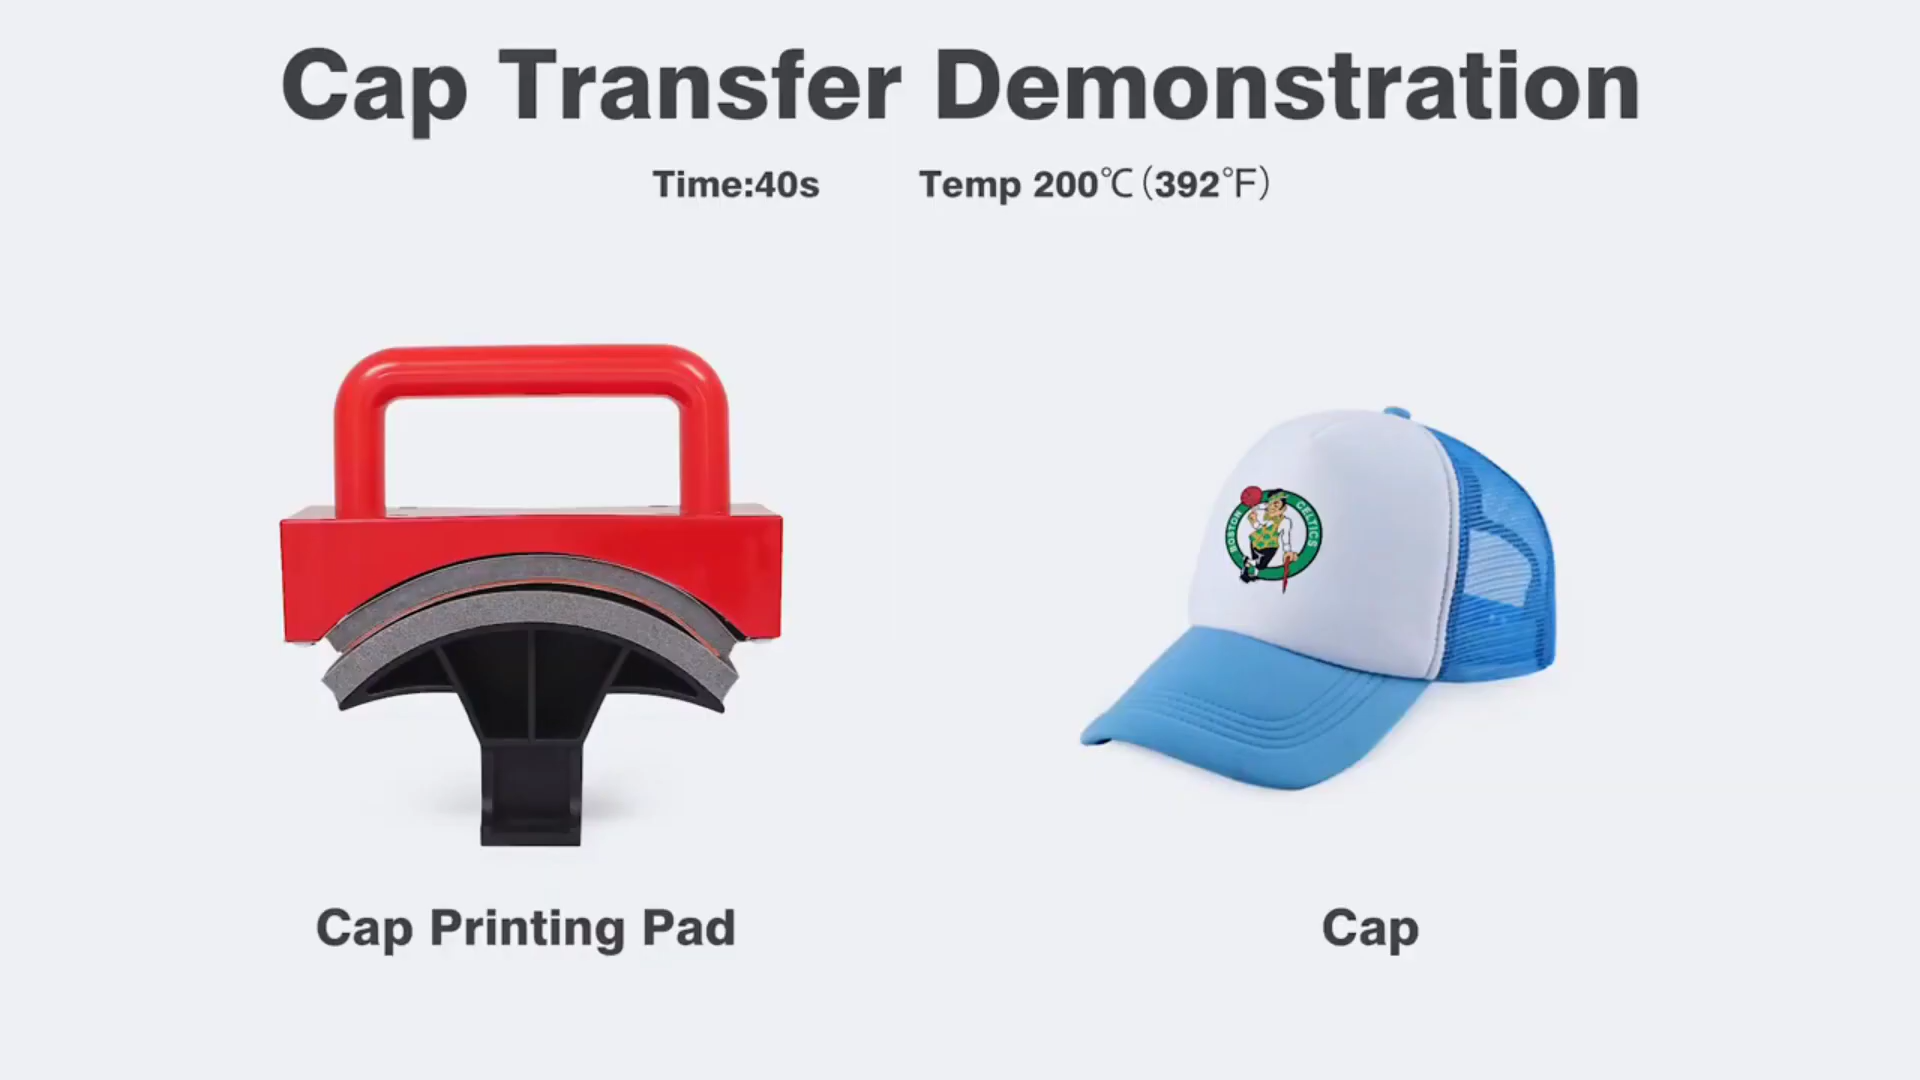 Cap Transfer Demonstration
Time:40s Temp 200℃(392℉)
BOSTON CELTICS
Cap Printing Pad
Cap